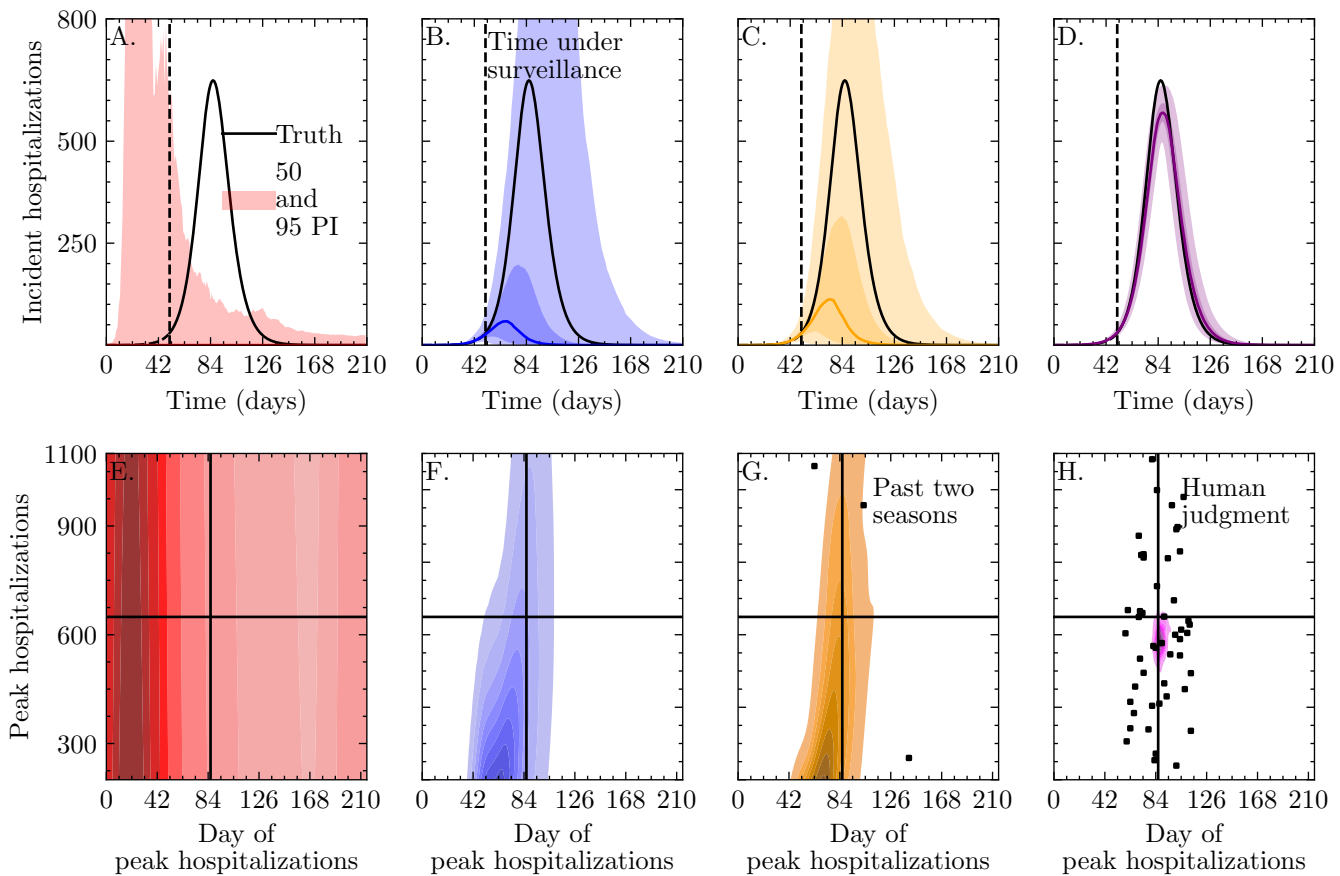 A.
B.
C.
D.
Time under
surveillance
Truth
50
and
95 PI
800
500
250
Incident hospitalizations
0 42 84 126 168 210
0 42 84 126 168 210
0 42 84 126 168 210
0 42 84 126 168 210
Time (days)
Time (days)
Time (days)
Time (days)
E.
F.
G.
H.
Past two
seasons
Human
judgment
1100
900
600
300
Peak hospitalizations
0 42 84 126 168 210
0 42 84 126 168 210
0 42 84 126 168 210
0 42 84 126 168 210
Day of
peak hospitalizations
Day of
peak hospitalizations
Day of
peak hospitalizations
Day of
peak hospitalizations